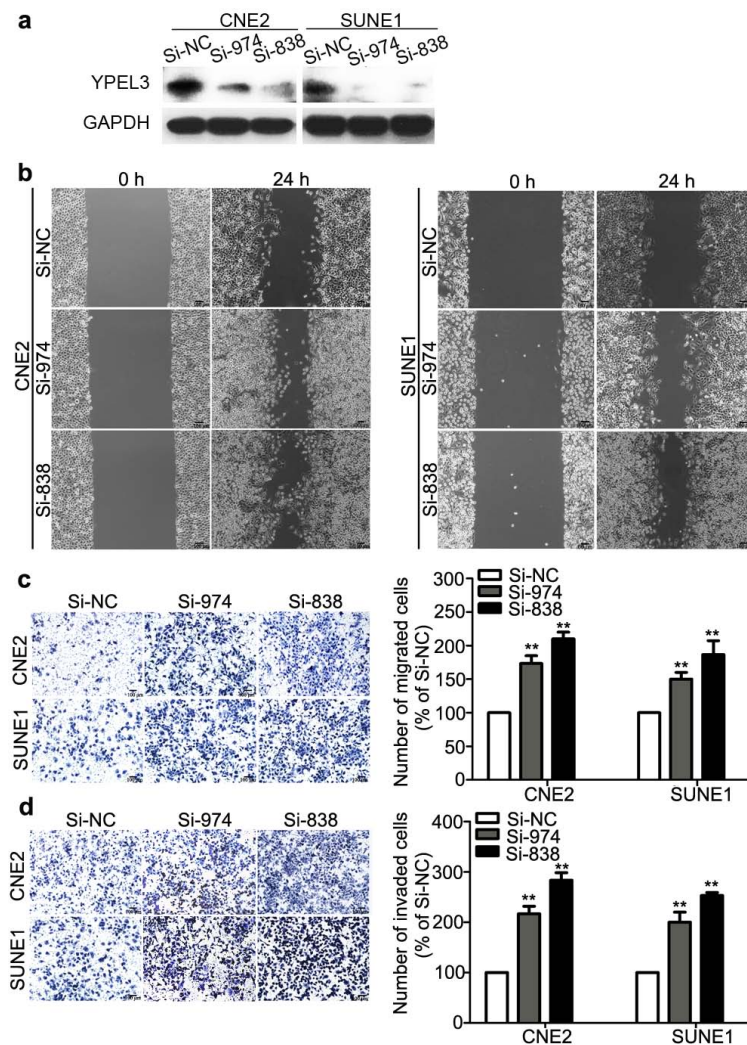 a
CNE2 SUNE1
Si-NC Si-974 Si-838 Si-NC Si-974 Si-838
YPEL3
GAPDH
b
0 h 24 h 0 h 24 h
CNE2
Si-NC
Si-974
Si-838
SUNE1
Si-NC
Si-974
Si-838
c
Si-NC Si-974 Si-838
CNE2
SUNE1
100 μm
Number of migrated cells
(% of Si-NC)
300
250
200
150
100
50
0
Si-NC
Si-974
Si-838
** **
** **
CNE2 SUNE1
d
Si-NC Si-974 Si-838
CNE2
SUNE1
Number of invaded cells
(% of Si-NC)
400
300
200
100
0
Si-NC
Si-974
Si-838
** **
** **
CNE2 SUNE1